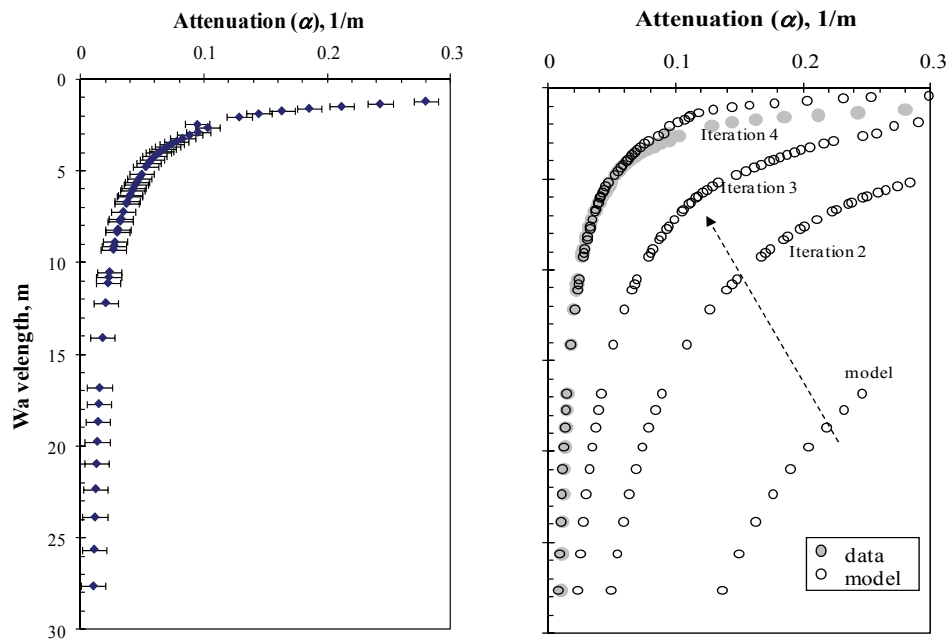 Attenuation (α), 1/m
0 0.1 0.2 0.3
0
5
10
15
20
25
30
Wa velength, m
Attenuation (α), 1/m
0 0.1 0.2 0.3
Iteration 4
Iteration 3
Iteration 2
model
data
model